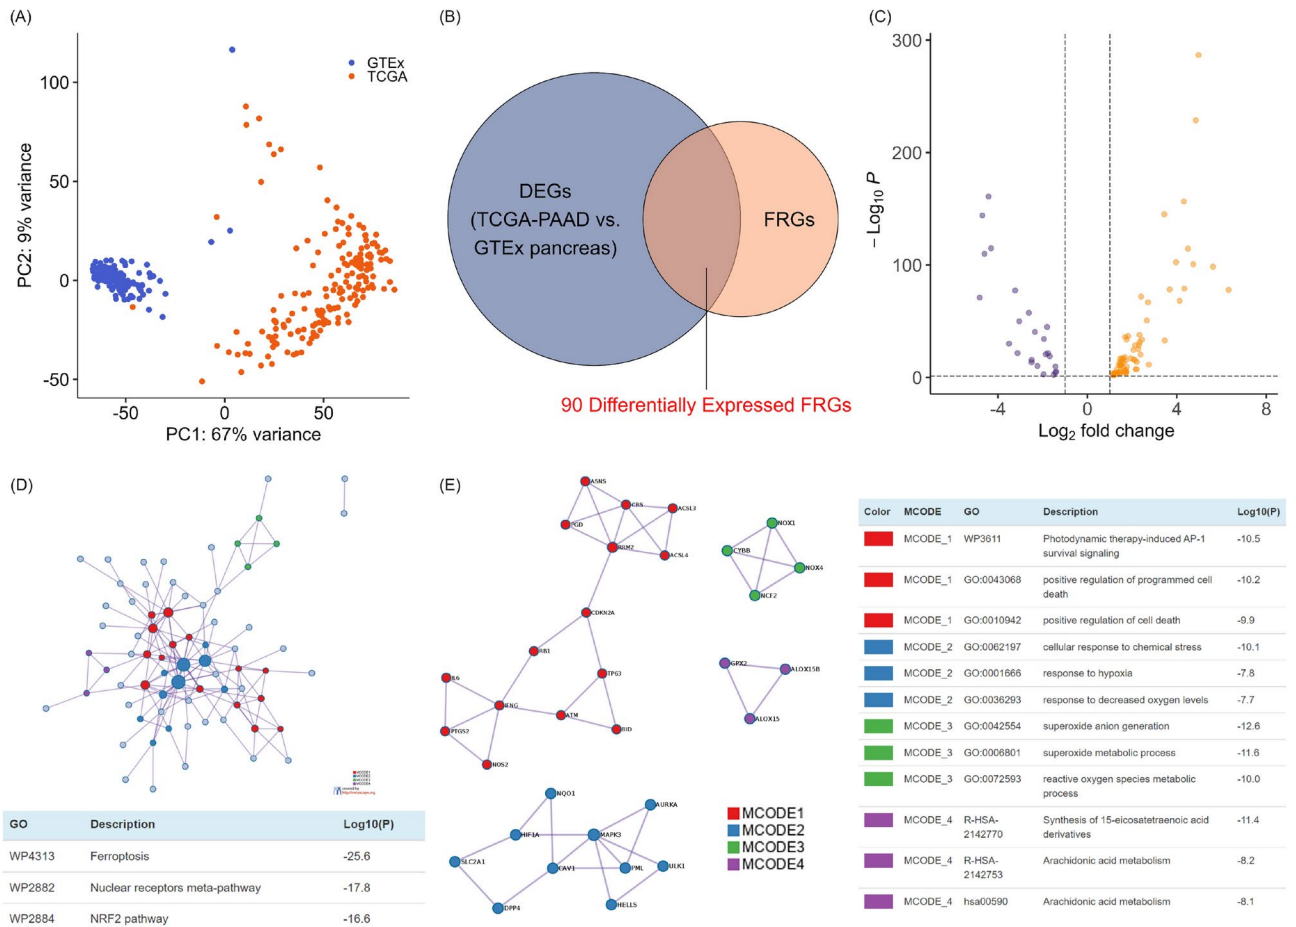 (A)
GTEx
TCGA
100
50
0
-50
PC2: 9% variance
-50
0
50
PC1: 67% variance
(B)
DEGs
(TCGA-PAAD vs.
GTEx pancreas)
FRGs
90 Differentially Expressed FRGs
(C)
300
200
100
0
– Log10 P
-4
0
4
8
Log2 fold change
(D)
MCODE1
MCODE2
MCODE3
MCODE4
http://metascape.org
GO Description Log10(P)
WP4313 Ferroptosis -25.6
WP2882 Nuclear receptors meta-pathway -17.8
WP2884 NRF2 pathway -16.6
(E)
ASNS
CBS
ACSL3
PGD
RRM2
ACSL4
CDKN2A
RB1
TP63
IL6
IFNG
ATM
BID
PTGS2
NOS2
NOX1
CYBB
NOX4
NCF2
GPX2
ALOX15B
ALOX15
NQO1
AURKA
HIF1A
MAPK3
SLC2A1
CAV1
PML
ULK1
DPP4
HELLS
MCODE1
MCODE2
MCODE3
MCODE4
Color MCODE GO Description Log10(P)
MCODE_1 WP3611 Photodynamic therapy-induced AP-1 -10.5
survival signaling
MCODE_1 GO:0043068 positive regulation of programmed cell -10.2
death
MCODE_1 GO:0010942 positive regulation of cell death -9.9
MCODE_2 GO:0062197 cellular response to chemical stress -10.1
MCODE_2 GO:0001666 response to hypoxia -7.8
MCODE_2 GO:0036293 response to decreased oxygen levels -7.7
MCODE_3 GO:0042554 superoxide anion generation -12.6
MCODE_3 GO:0006801 superoxide metabolic process -11.6
MCODE_3 GO:0072593 reactive oxygen species metabolic -10.0
process
MCODE_4 R-HSA- Synthesis of 15-eicosatetraenoic acid -11.4
2142770 derivatives
MCODE_4 R-HSA- Arachidonic acid metabolism -8.2
2142753
MCODE_4 hsa00590 Arachidonic acid metabolism -8.1